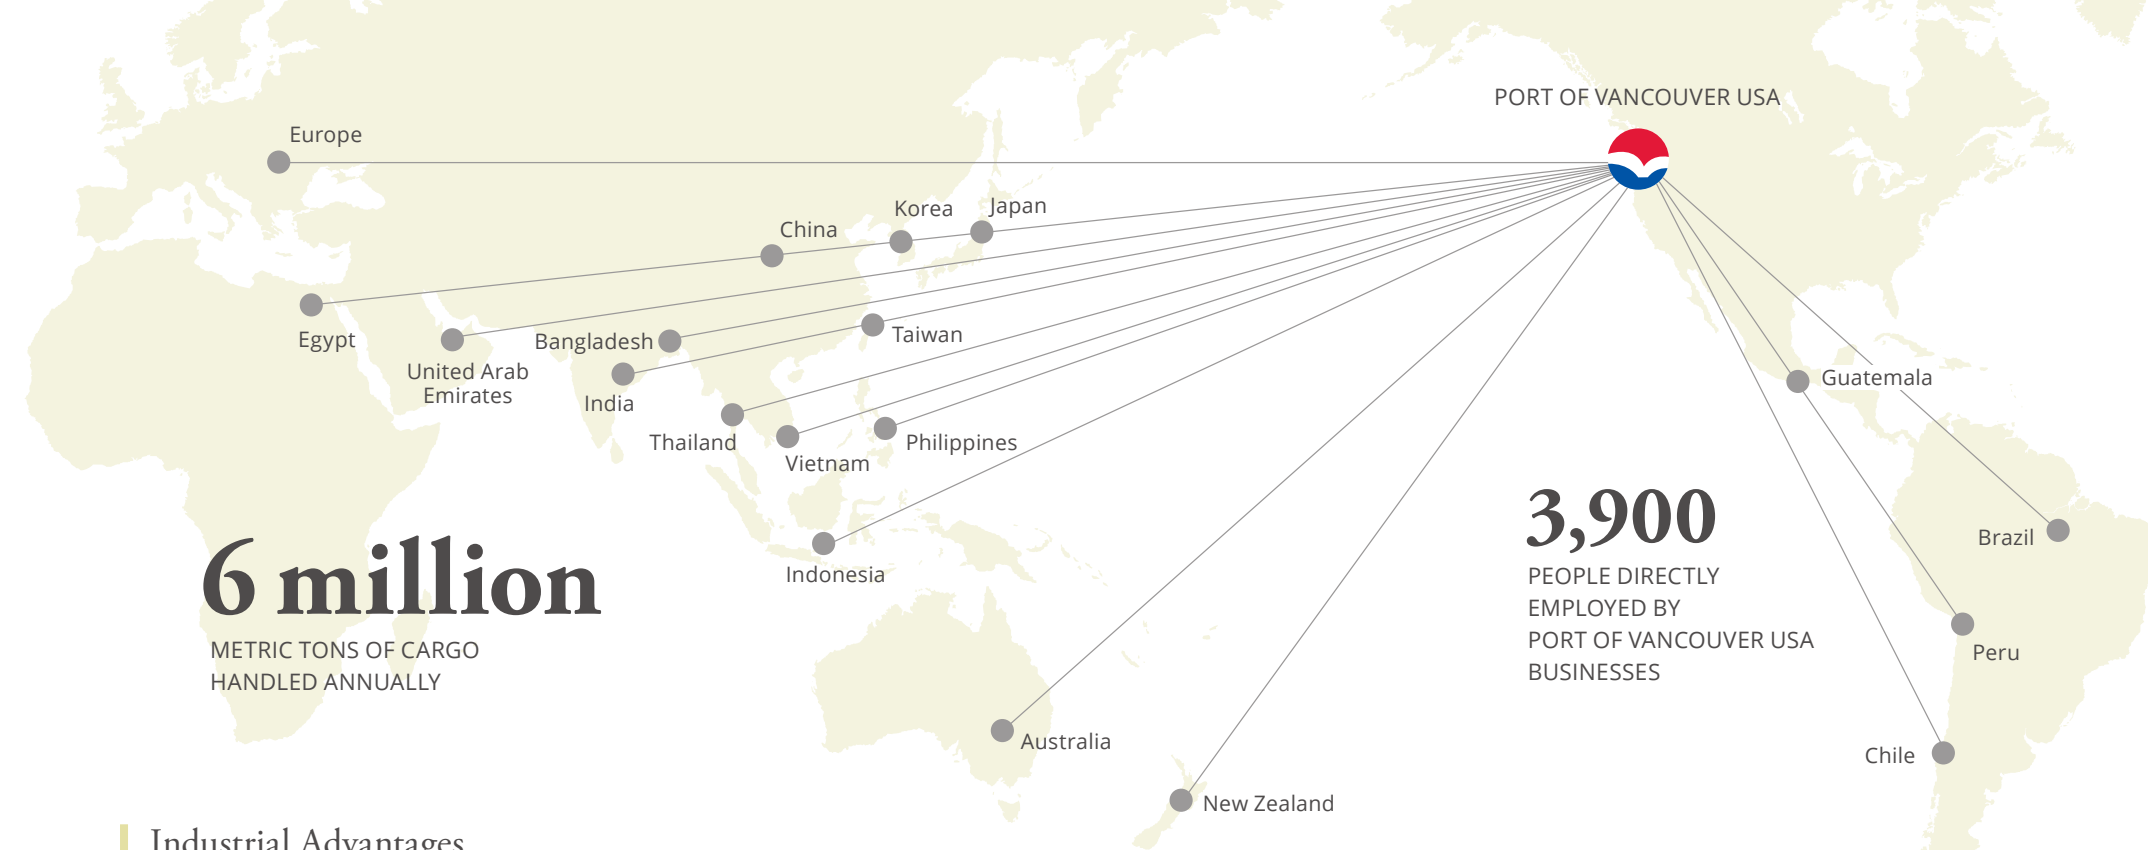 PORT OF VANCOUVER USA
Europe
Korea
Japan
China
Egypt
United Arab
Emirates
Bangladesh
Taiwan
India
Guatemala
Thailand
Vietnam
Philippines
Indonesia
6 million
METRIC TONS OF CARGO
HANDLED ANNUALLY
3,900
PEOPLE DIRECTLY
EMPLOYED BY
PORT OF VANCOUVER USA
BUSINESSES
Brazil
Peru
Australia
Chile
New Zealand
Industrial Advantages